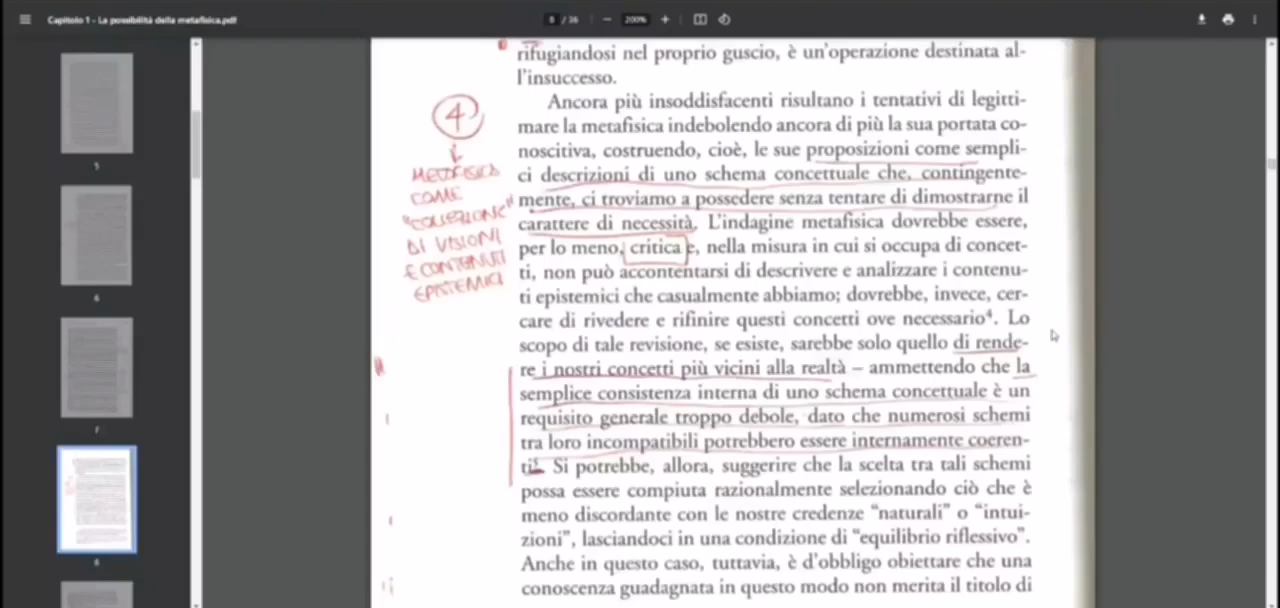 Capitolo 1 - La possibilità della metafisica.pdf
8 / 36
200%
5
6
7
8
rifugiandosi nel proprio guscio, è un'operazione destinata al-
l'insuccesso.
Ancora più insoddisfacenti risultano i tentativi di legitti-
mare la metafisica indebolendo ancora di più la sua portata co-
noscitiva, costruendo, cioè, le sue proposizioni come sempli-
ci descrizioni di uno schema concettuale che, contingente-
mente, ci troviamo a possedere senza tentare di dimostrarne il
carattere di necessità. L'indagine metafisica dovrebbe essere,
per lo meno, critica e, nella misura in cui si occupa di concet-
ti, non può accontentarsi di descrivere e analizzare i contenu-
ti epistemici che casualmente abbiamo; dovrebbe, invece, cer-
care di rivedere e rifinire questi concetti ove necessario⁴. Lo
scopo di tale revisione, se esiste, sarebbe solo quello di rende-
re i nostri concetti più vicini alla realtà – ammettendo che la
semplice consistenza interna di uno schema concettuale è un
requisito generale troppo debole, dato che numerosi schemi
tra loro incompatibili potrebbero essere internamente coeren-
ti⁵. Si potrebbe, allora, suggerire che la scelta tra tali schemi
possa essere compiuta razionalmente selezionando ciò che è
meno discordante con le nostre credenze "naturali" o "intui-
zioni", lasciandoci in una condizione di "equilibrio riflessivo".
Anche in questo caso, tuttavia, è d'obbligo obiettare che una
conoscenza guadagnata in questo modo non merita il titolo di
4
METAFISICA
COME
"COLLEZIONE"
DI VISIONI
E CONTENUTI
EPISTEMICI